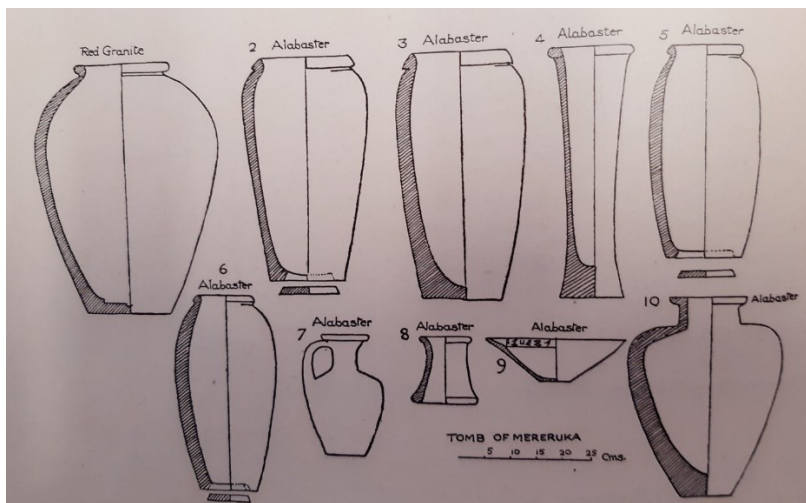 Red Granite
2 Alabaster
3 Alabaster
4 Alabaster
5 Alabaster
6
Alabaster
7 Alabaster
8 Alabaster
Alabaster
9
10 Alabaster
TOMB OF MERERUKA
5 10 15 20 25 Cms.